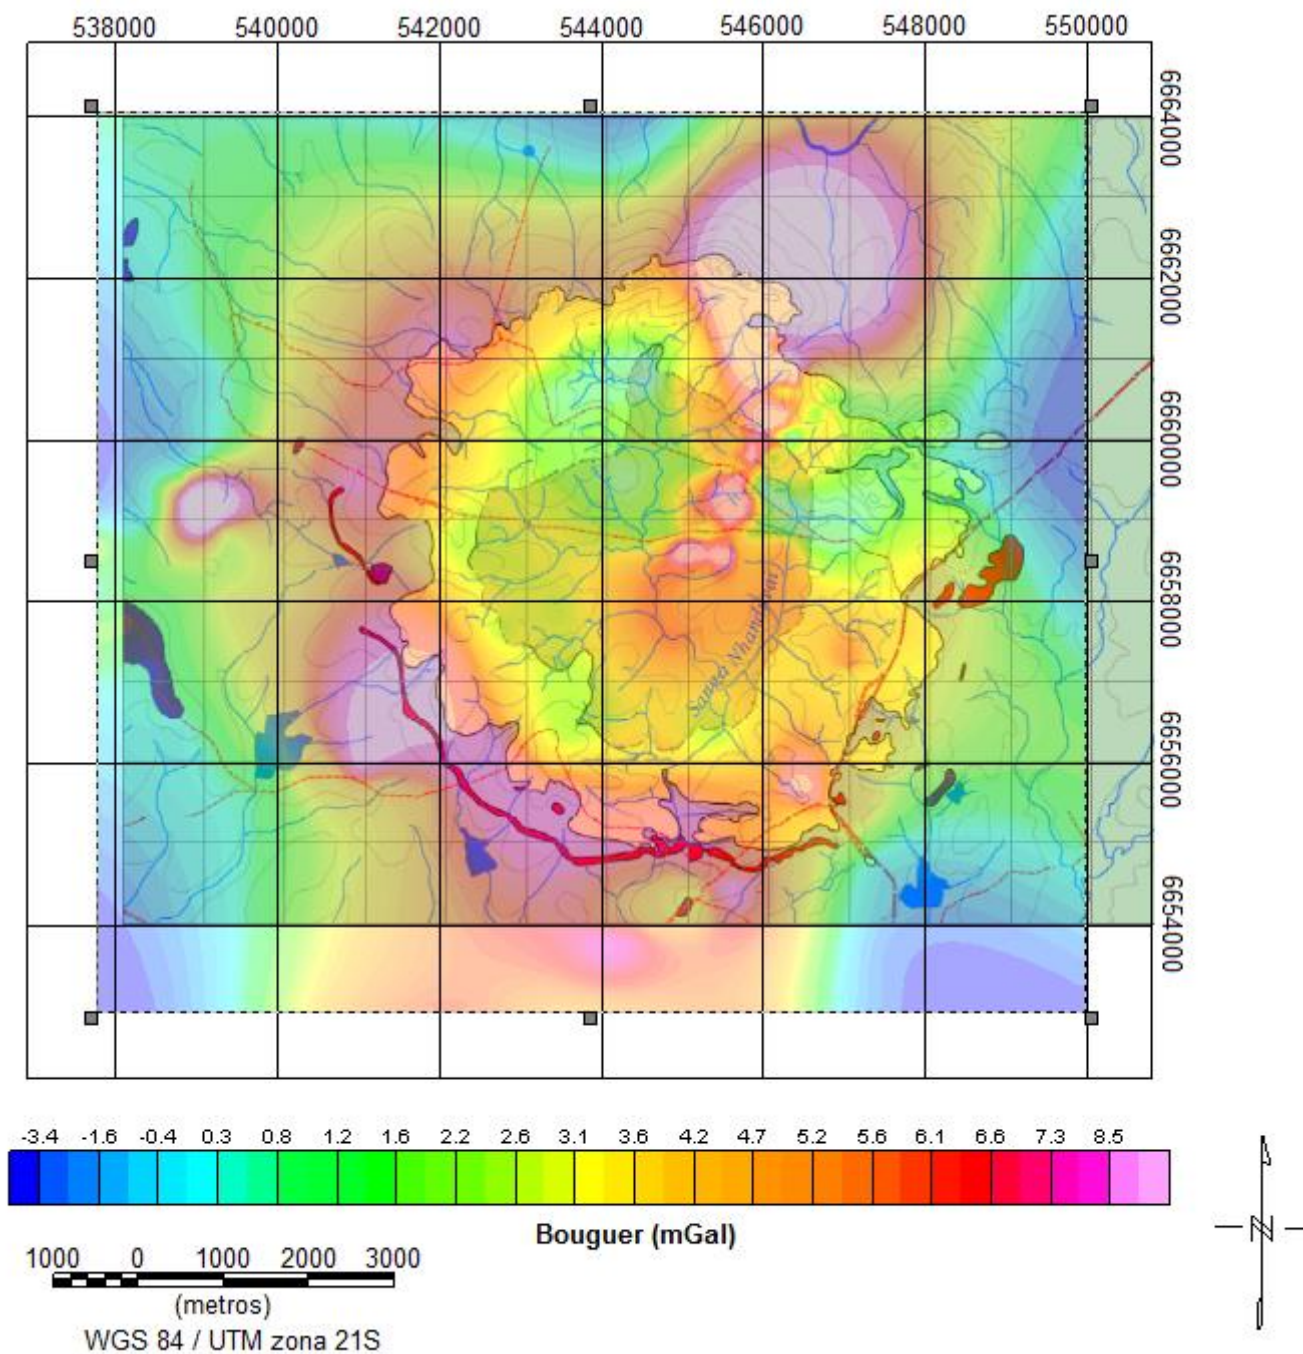 538000 540000 542000 544000 546000 548000 550000
6664000
6662000
6660000
6658000
6656000
6654000
Sanga Nhanduvai
-3.4 -1.6 -0.4 0.3 0.8 1.2 1.6 2.2 2.6 3.1 3.6 4.2 4.7 5.2 5.6 6.1 6.6 7.3 8.5
Bouguer (mGal)
1000 0 1000 2000 3000
(metros)
WGS 84 / UTM zona 21S
N